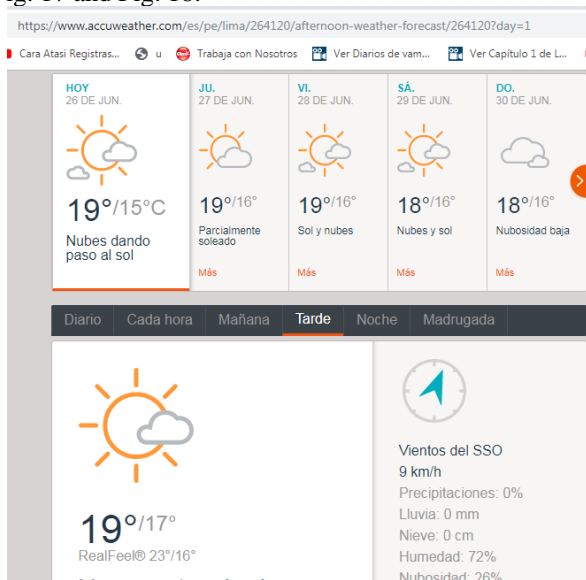 https://www.accuweather.com/es/pe/lima/264120/afternoon-weather-forecast/264120?day=1
Cara Atasi Registras... u Trabaja con Nosotros Ver Diarios de vam... Ver Capítulo 1 de L...
HOY
26 DE JUN.
19°/15°C
Nubes dando
paso al sol
JU.
27 DE JUN.
19°/16°
Parcialmente
soleado
Más
VI.
28 DE JUN.
19°/16°
Sol y nubes
Más
SÁ.
29 DE JUN.
18°/16°
Nubes y sol
Más
DO.
30 DE JUN.
18°/16°
Nubosidad baja
Más
Diario Cada hora Mañana Tarde Noche Madrugada
19°/17°
RealFeel® 23°/16°
Vientos del SSO
9 km/h
Precipitaciones: 0%
Lluvia: 0 mm
Nieve: 0 cm
Humedad: 72%
Nubosidad: 26%